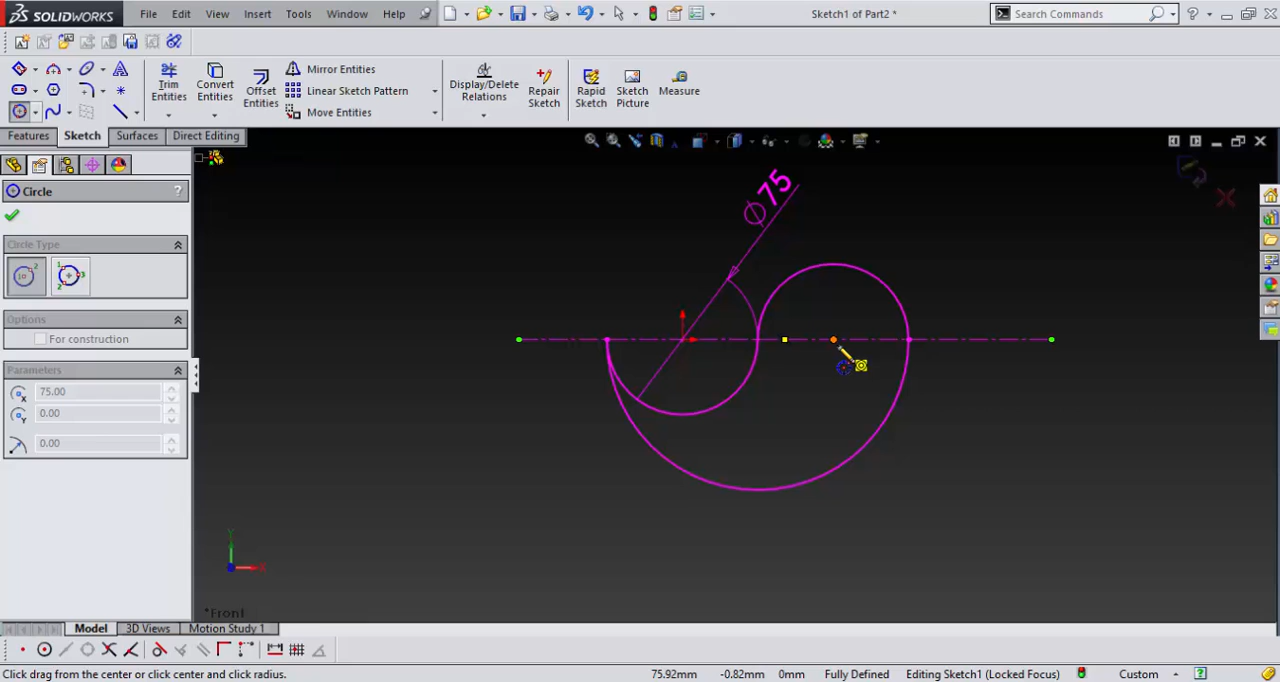 SOLIDWORKS File Edit View Insert Tools Window Help Sketch1 of Part2 * Search Commands
Trim Entities Convert Entities Offset Entities Mirror Entities Linear Sketch Pattern Move Entities Display/Delete Relations Repair Sketch Rapid Sketch Sketch Picture Measure
Features Sketch Surfaces Direct Editing
Circle ?
Circle Type
Options
For construction
Parameters
75.00
0.00
0.00
Ø75
Y
X
*Front
Model 3D Views Motion Study 1
Click drag from the center or click center and click radius. 75.92mm -0.82mm 0mm Fully Defined Editing Sketch1 (Locked Focus) Custom